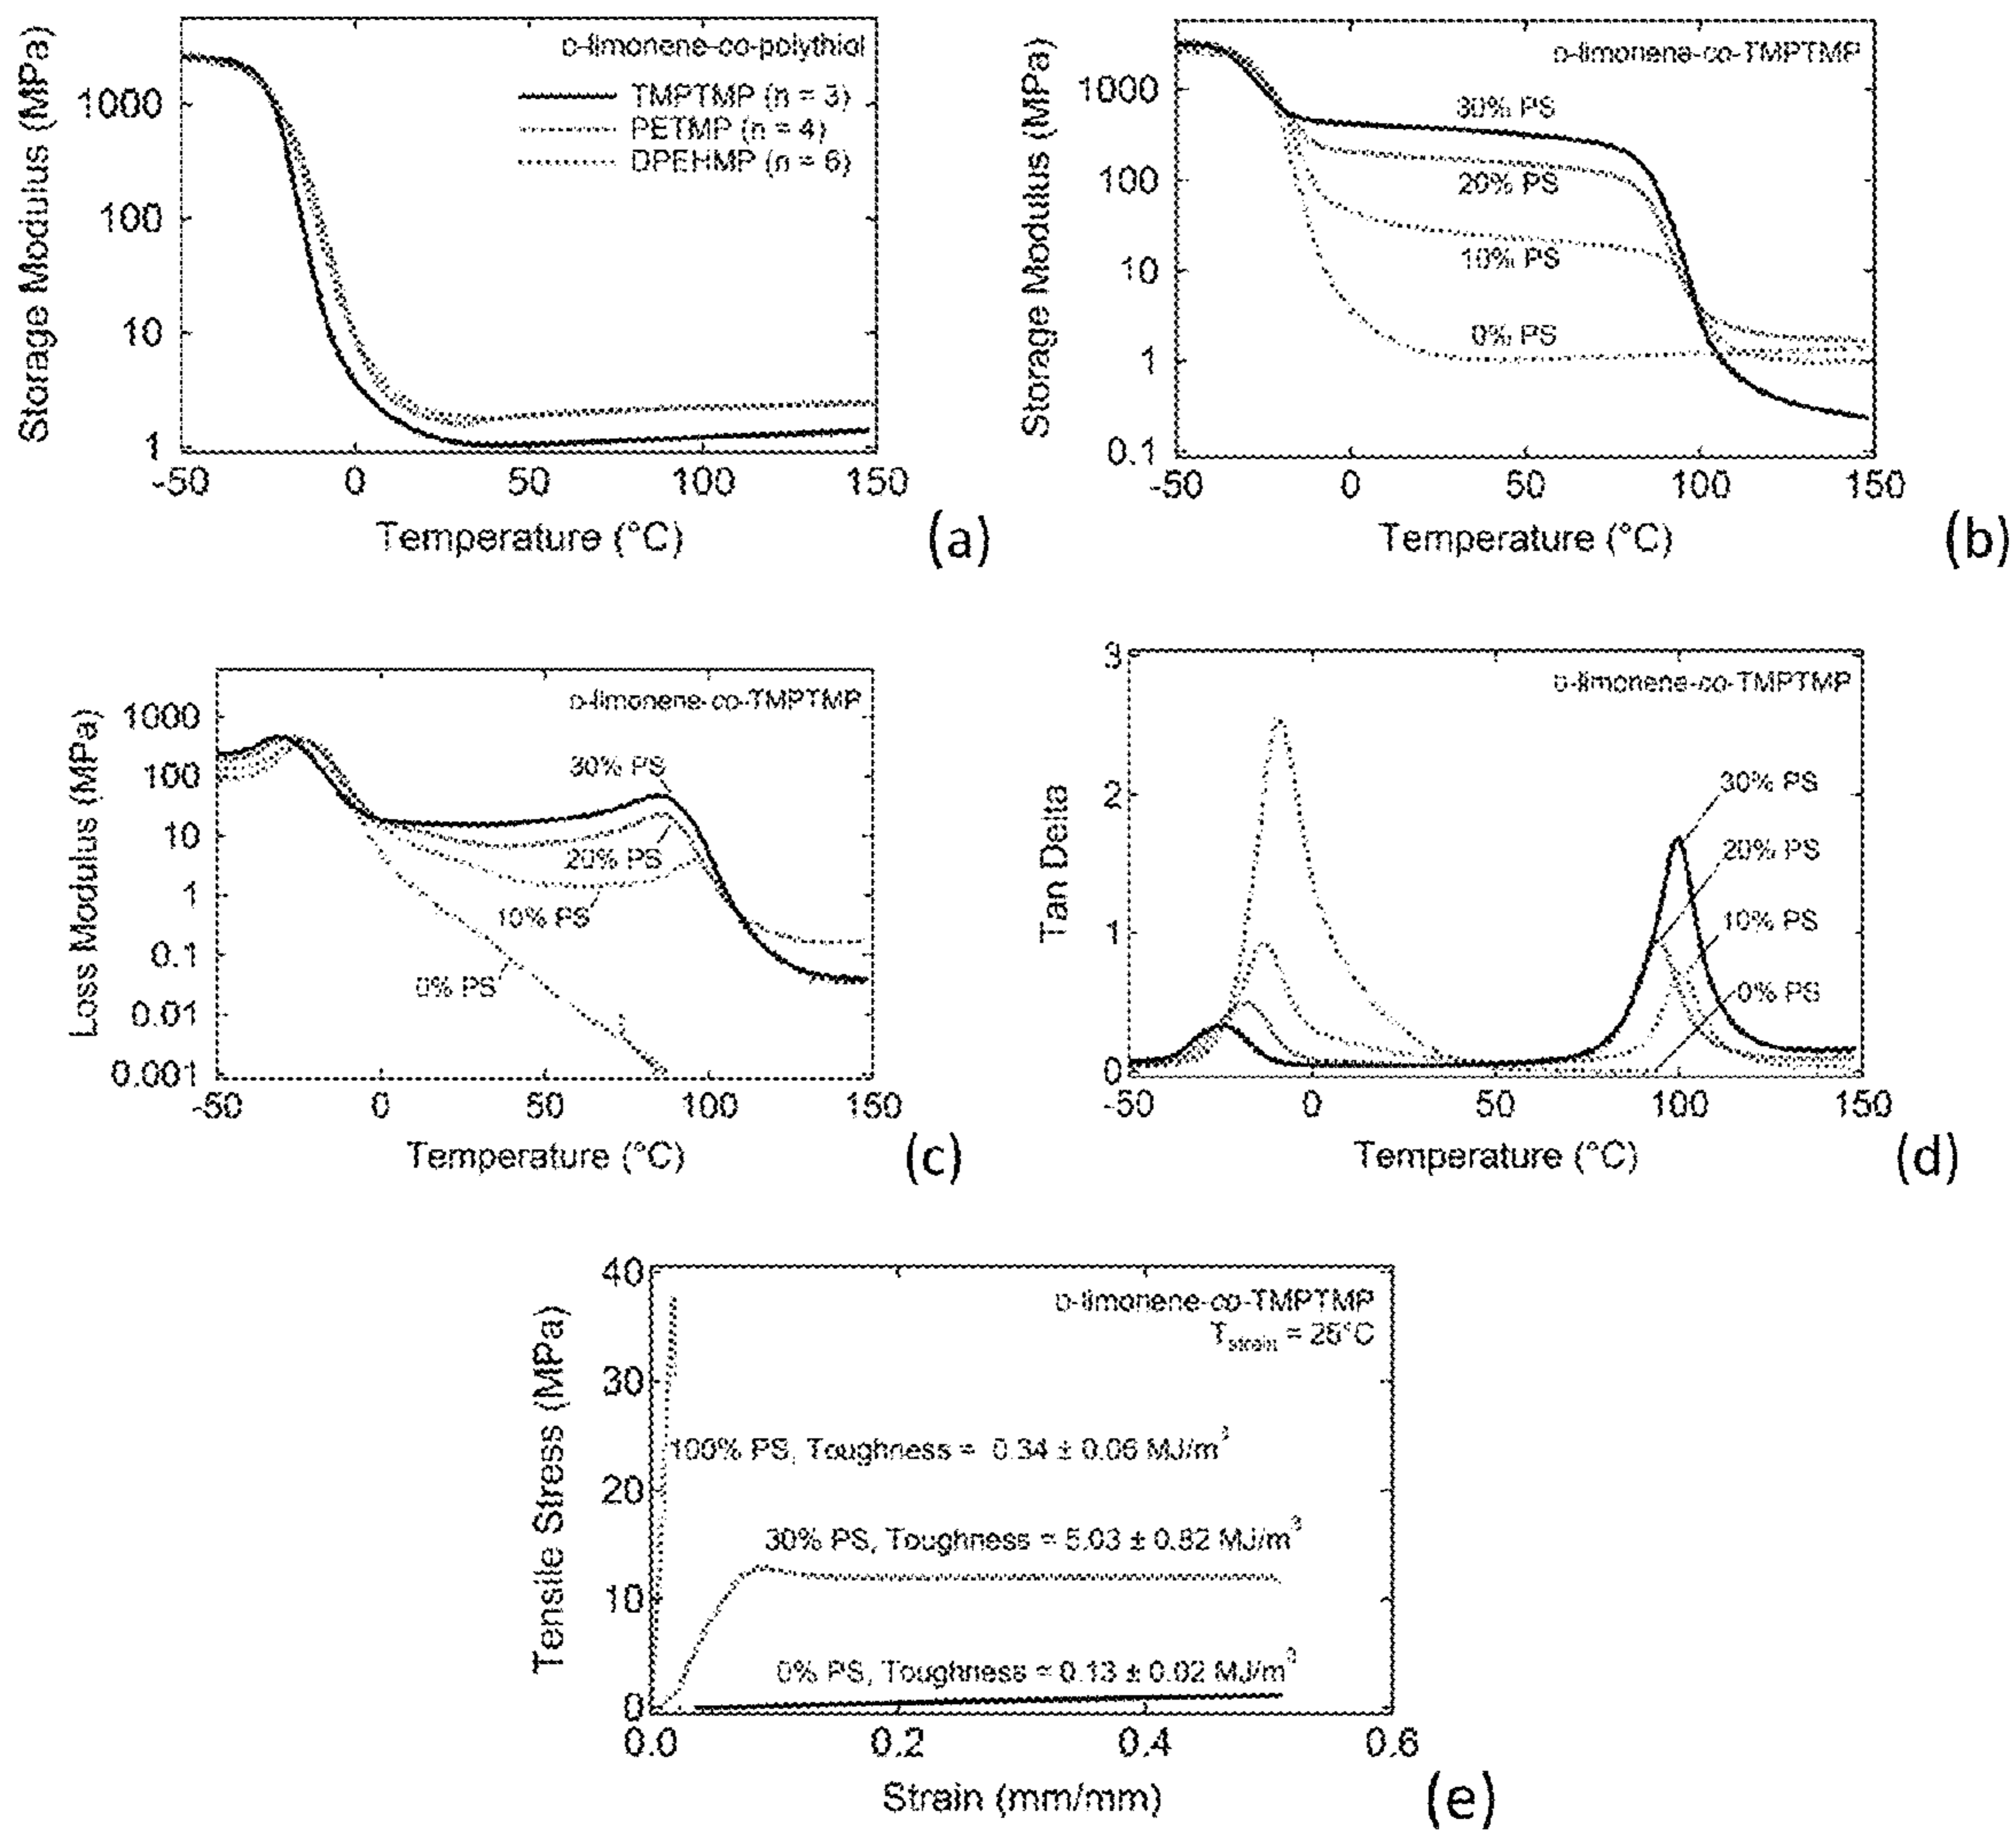 Storage Modulus (MPa)
1000
100
10
1
D-limonene-co-polythiol
TMPTMP (n = 3)
PETMP (n = 4)
DPEHMP (n = 6)
-50 0 50 100 150
Temperature (°C)
(a)
Storage Modulus (MPa)
1000
100
10
1
0.1
D-limonene-co-TMPTMP
30% PS
20% PS
10% PS
0% PS
-50 0 50 100 150
Temperature (°C)
(b)
Loss Modulus (MPa)
1000
100
10
1
0.1
0.01
0.001
D-limonene-co-TMPTMP
30% PS
20% PS
10% PS
0% PS
-50 0 50 100 150
Temperature (°C)
(c)
Tan Delta
3
2
1
0
D-limonene-co-TMPTMP
30% PS
20% PS
10% PS
0% PS
-50 0 50 100 150
Temperature (°C)
(d)
Tensile Stress (MPa)
40
30
20
10
0
D-limonene-co-TMPTMP
Tstrain = 25°C
100% PS, Toughness = 0.34 ± 0.06 MJ/m³
30% PS, Toughness = 5.03 ± 0.82 MJ/m³
0% PS, Toughness = 0.13 ± 0.02 MJ/m³
0.0 0.2 0.4 0.6
Strain (mm/mm)
(e)